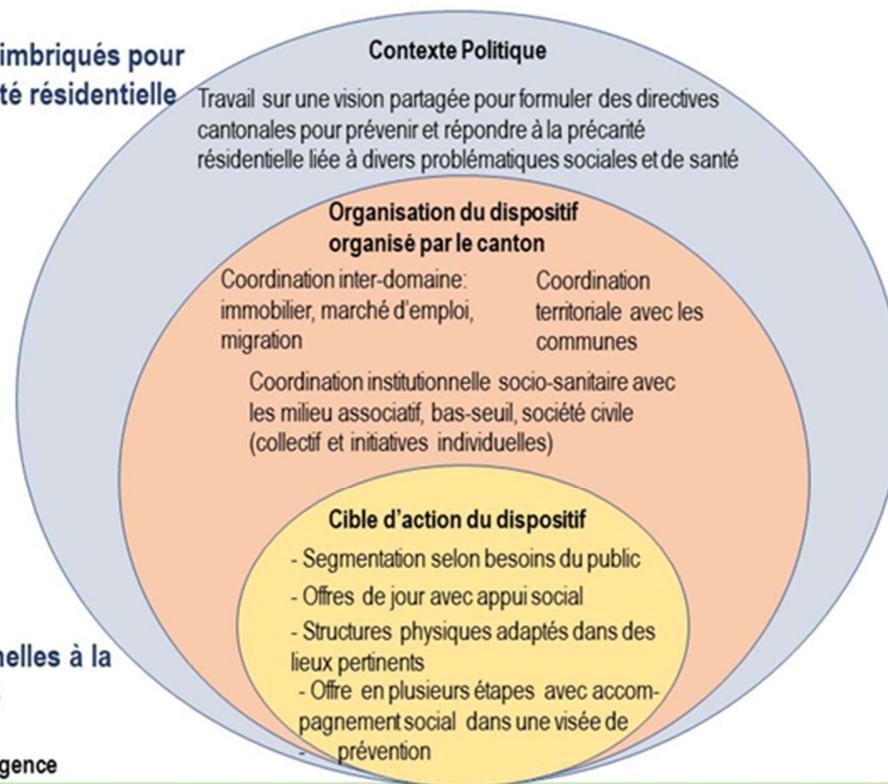 imbriqués pour
té résidentielle
Contexte Politique
Travail sur une vision partagée pour formuler des directives
cantonales pour prévenir et répondre à la précarité
résidentielle liée à divers problématiques sociales et de santé
Organisation du dispositif
organisé par le canton
Coordination inter-domaine:
immobilier, marché d'emploi,
migration
Coordination
territoriale avec les
communes
Coordination institutionnelle socio-sanitaire avec
les milieu associatif, bas-seuil, société civile
(collectif et initiatives individuelles)
Cible d'action du dispositif
- Segmentation selon besoins du public
- Offres de jour avec appui social
- Structures physiques adaptés dans des
lieux pertinents
- Offre en plusieurs étapes avec accom-
pagnement social dans une visée de
- prévention
nelles à la
gence